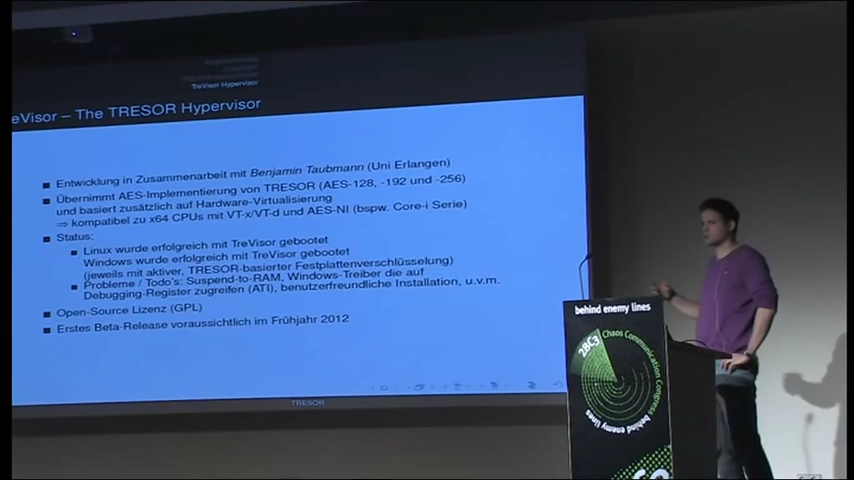 TreVisor Hypervisor
eVisor – The TRESOR Hypervisor
Entwicklung in Zusammenarbeit mit Benjamin Taubmann (Uni Erlangen)
Übernimmt AES-Implementierung von TRESOR (AES-128, -192 und -256)
und basiert zusätzlich auf Hardware-Virtualisierung
⇒ kompatibel zu x64 CPUs mit VT-x/VT-d und AES-NI (bspw. Core-i Serie)
Status:
Linux wurde erfolgreich mit TreVisor gebootet
Windows wurde erfolgreich mit TreVisor gebootet
(jeweils mit aktiver, TRESOR-basierter Festplattenverschlüsselung)
Probleme / Todo's: Suspend-to-RAM, Windows-Treiber die auf
Debugging-Register zugreifen (ATI), benutzerfreundliche Installation, u.v.m.
Open-Source Lizenz (GPL)
Erstes Beta-Release voraussichtlich im Frühjahr 2012
TRESOR
behind enemy lines
28C3
Chaos Communication Congress
behind enemy lines